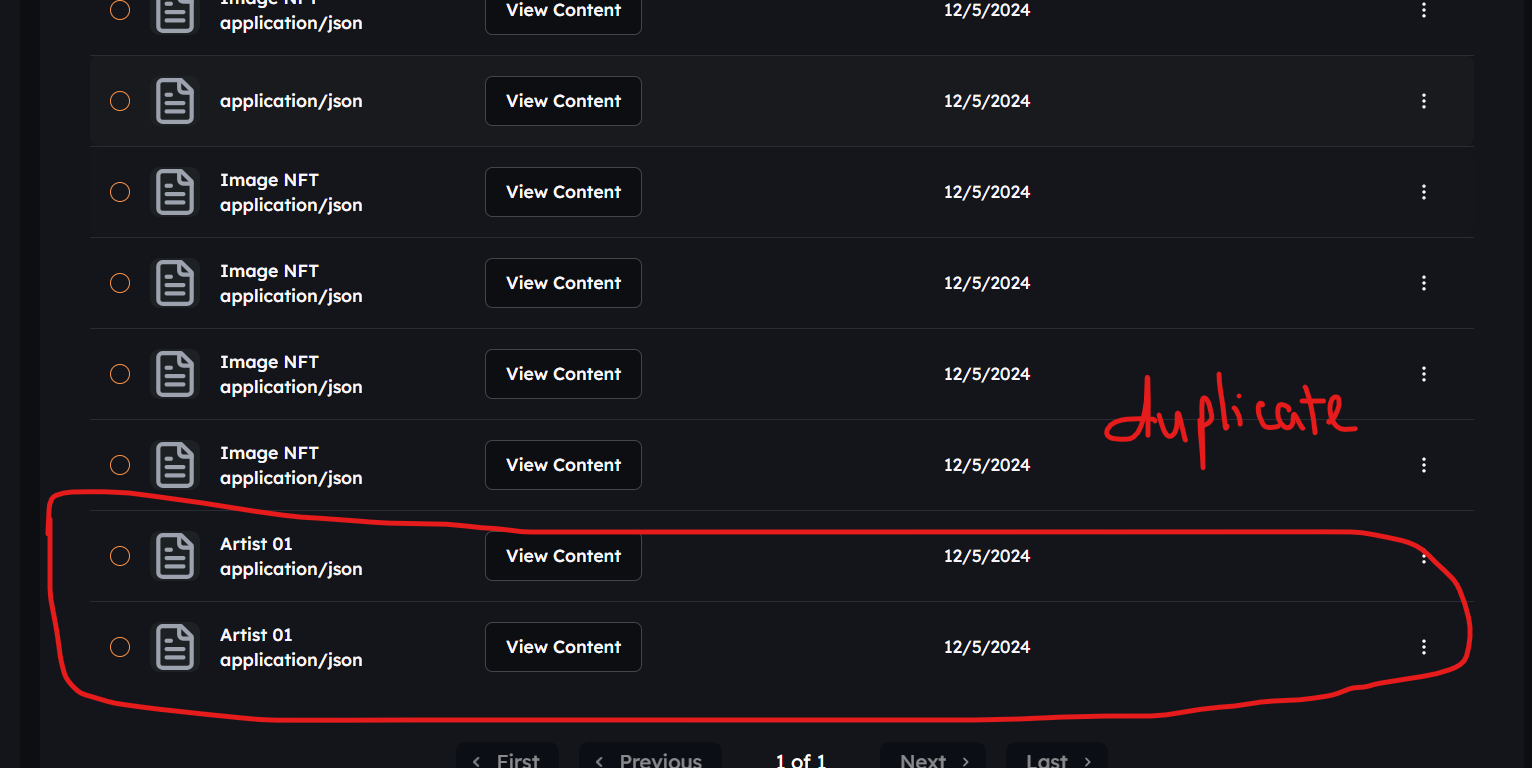 Image NFT
application/json
View Content
12/5/2024
application/json
View Content
12/5/2024
Image NFT
application/json
View Content
12/5/2024
Image NFT
application/json
View Content
12/5/2024
Image NFT
application/json
View Content
12/5/2024
duplicate
Image NFT
application/json
View Content
12/5/2024
Artist 01
application/json
View Content
12/5/2024
Artist 01
application/json
View Content
12/5/2024
‹ First ‹ Previous 1 of 1 Next › Last ›